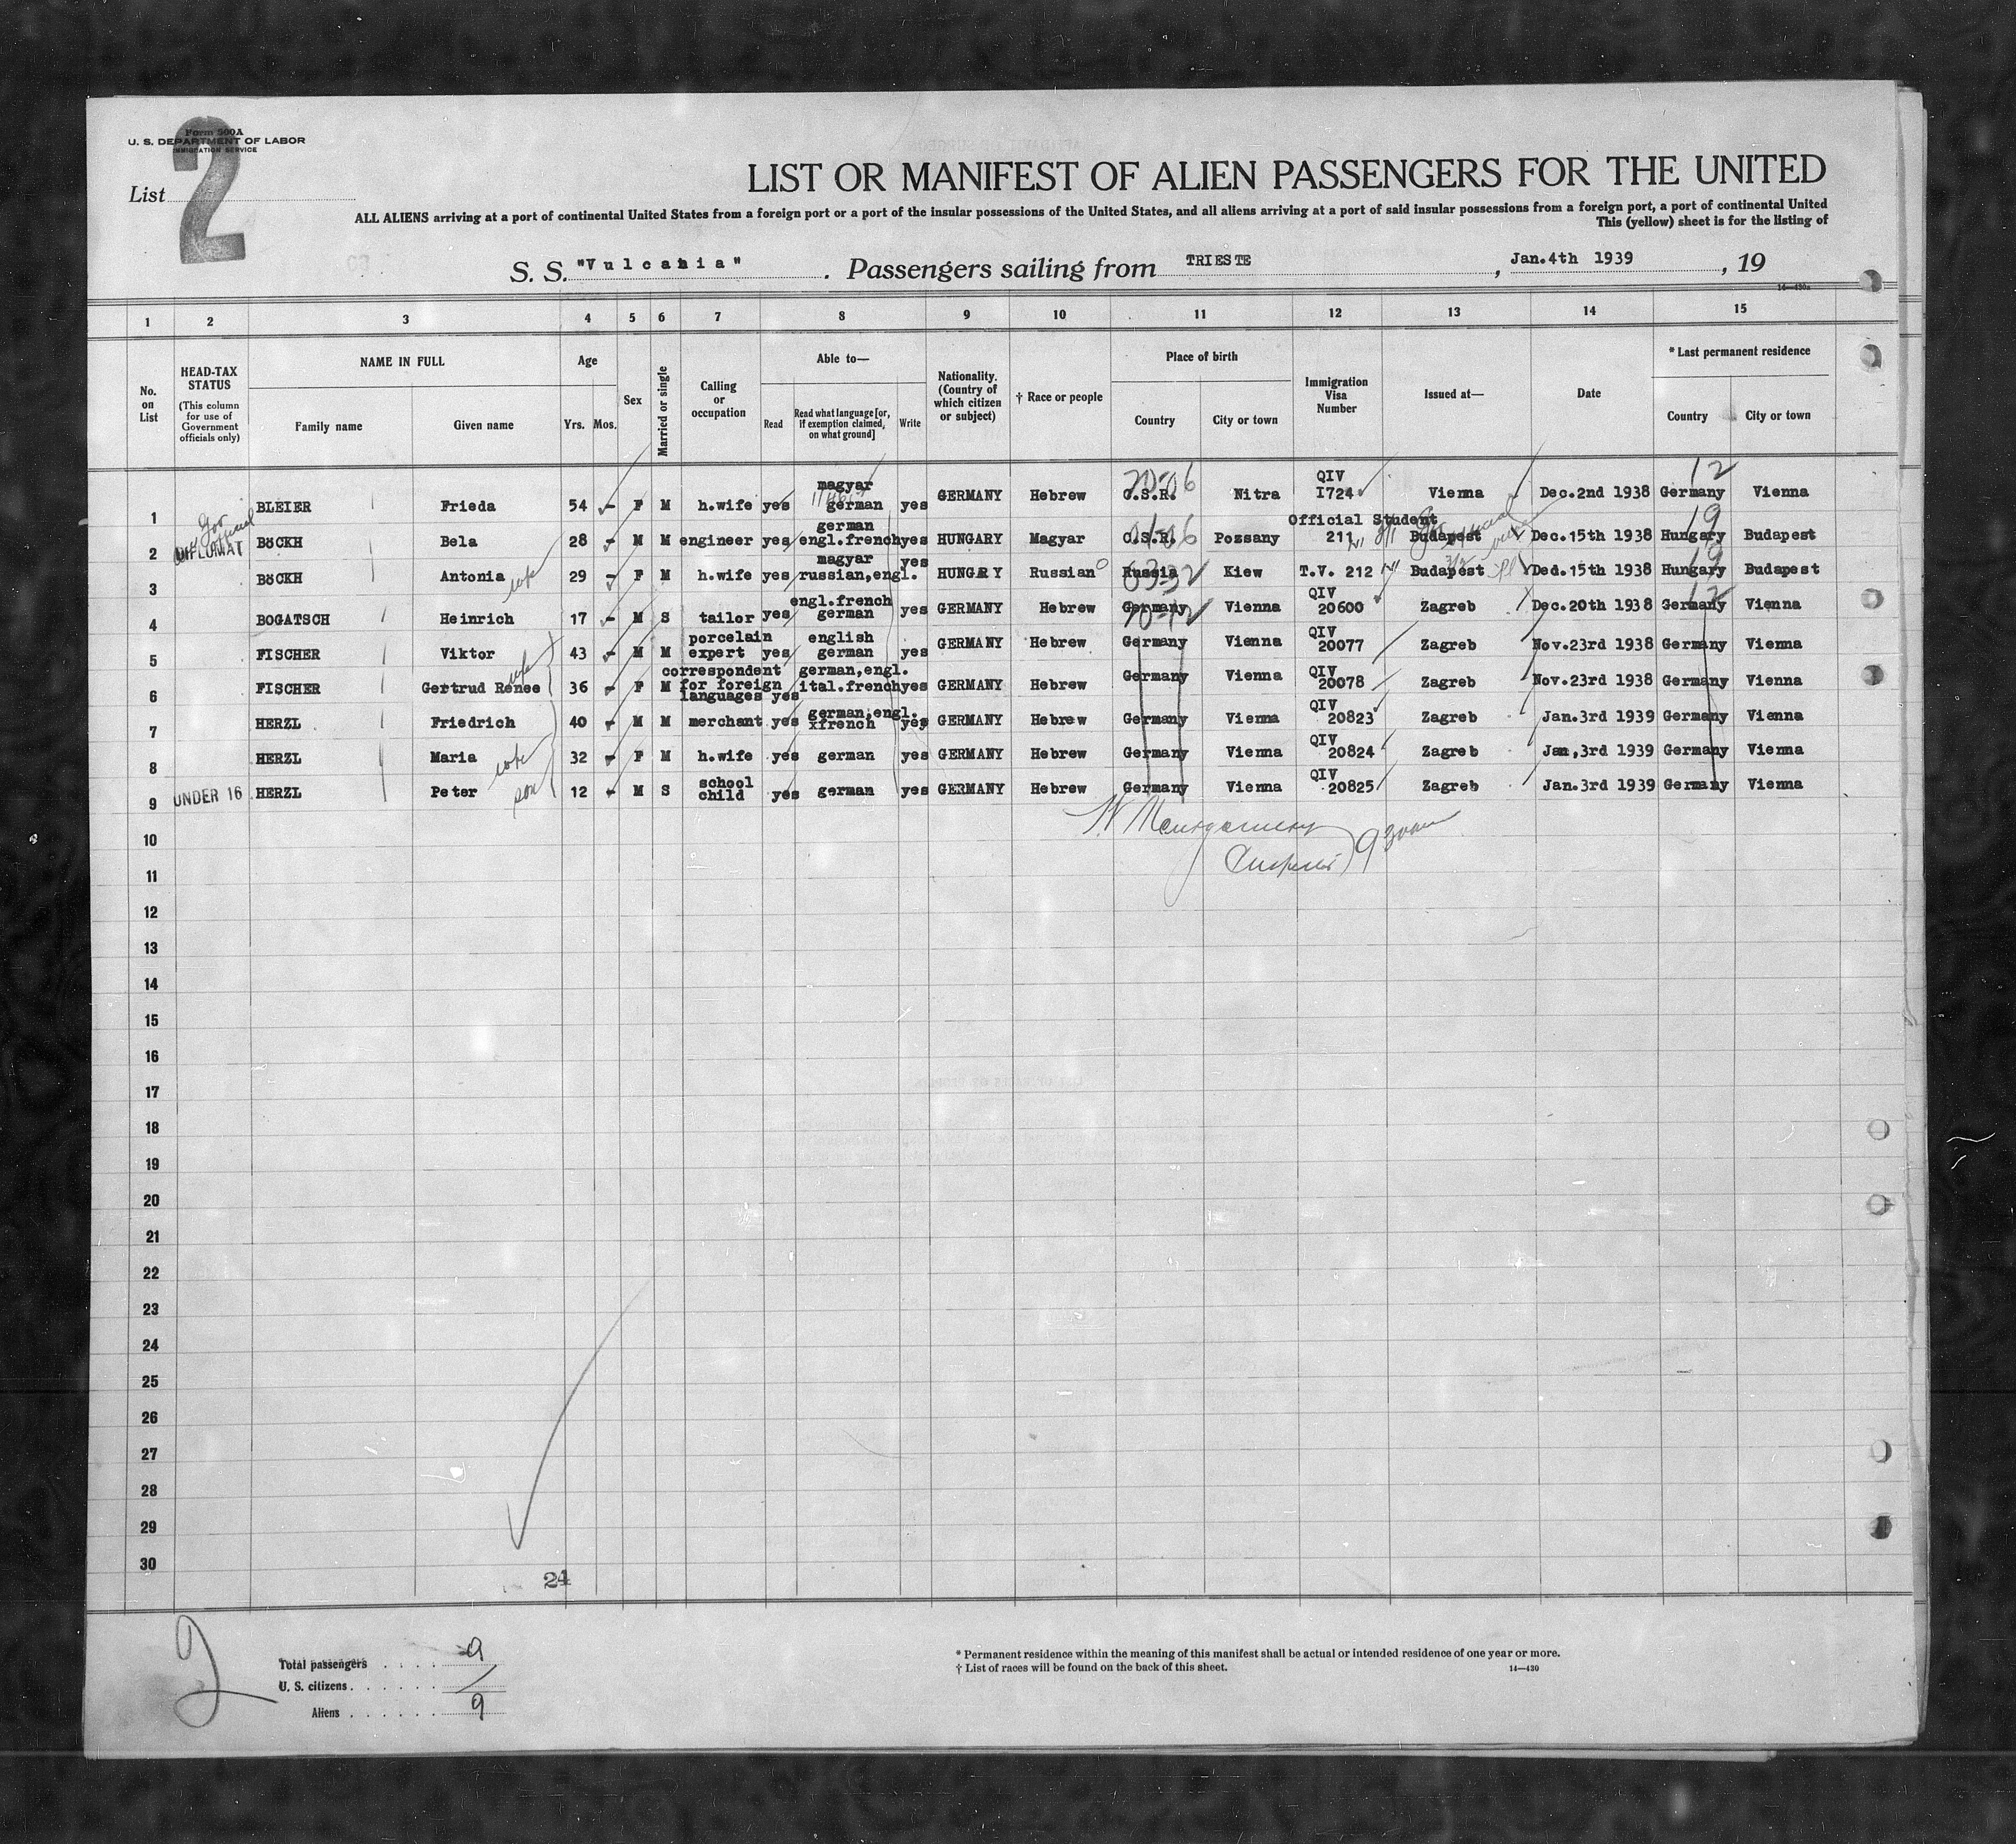 Form 500A
U. S. DEPARTMENT OF LABOR
IMMIGRATION SERVICE
2
List
LIST OR MANIFEST OF ALIEN PASSENGERS FOR THE UNITED
ALL ALIENS arriving at a port of continental United States from a foreign port or a port of the insular possessions of the United States, and all aliens arriving at a port of said insular possessions from a foreign port, a port of continental United
This (yellow) sheet is for the listing of
S. S. "Vulcania". Passengers sailing from TRIESTE, Jan.4th 1939, 19
14—430a
1 2 3 4 5 6 7 8 9 10 11 12 13 14 15
No. on List
HEAD-TAX STATUS (This column for use of Government officials only)
NAME IN FULL
Family name Given name
Age
Yrs. Mos.
Sex
Married or single
Calling or occupation
Able to—
Read Read what language [or, if exemption claimed, on what ground] Write
Nationality. (Country of which citizen or subject)
† Race or people
Place of birth
Country City or town
Immigration Visa Number
Issued at—
Date
* Last permanent residence
Country City or town
1 BLEIER Frieda 54 - F M h.wife yes magyar german yes GERMANY Hebrew C.S.R. Nitra QIV I724 Vienna Dec.2nd 1938 Germany Vienna
2 DIPLOMAT BöCKH Bela 28 - M M engineer yes german engl.french yes HUNGARY Magyar C.S.R. Pozsany Official Student 211 Budapest Dec.15th 1938 Hungary Budapest
3 BöCKH Antonia wife 29 - F M h.wife yes magyar russian,engl. yes HUNGRY Russian Russia Kiew T.V. 212 Budapest Ded.15th 1938 Hungary Budapest
4 BOGATSCH Heinrich 17 - M S tailor yes engl.french german yes GERMANY Hebrew Germany Vienna QIV 20600 Zagreb Dec.20th 1938 Germany Vienna
5 FISCHER Viktor 43 - M M porcelain expert yes english german yes GERMANY Hebrew Germany Vienna QIV 20077 Zagreb Nov.23rd 1938 Germany Vienna
6 FISCHER Gertrud Renee wife 36 - F M correspondent for foreign languages yes german,engl. ital.french yes GERMANY Hebrew Germany Vienna QIV 20078 Zagreb Nov.23rd 1938 Germany Vienna
7 HERZL Friedrich 40 - M M merchant yes german,engl. xfrench yes GERMANY Hebrew Germany Vienna QIV 20823 Zagreb Jan.3rd 1939 Germany Vienna
8 HERZL Maria wife 32 - F M h.wife yes german yes GERMANY Hebrew Germany Vienna QIV 20824 Zagreb Jan,3rd 1939 Germany Vienna
9 UNDER 16 HERZL Peter son 12 - M S school child yes german yes GERMANY Hebrew Germany Vienna QIV 20825 Zagreb Jan.3rd 1939 Germany Vienna
10
11
12
13
14
15
16
17
18
19
20
21
22
23
24
25
26
27
28
29
30
24
2
Total passengers . . . . 9
U. S. citizens . . . . . . /
Aliens . . . . . . 9
* Permanent residence within the meaning of this manifest shall be actual or intended residence of one year or more.
† List of races will be found on the back of this sheet.
14—430